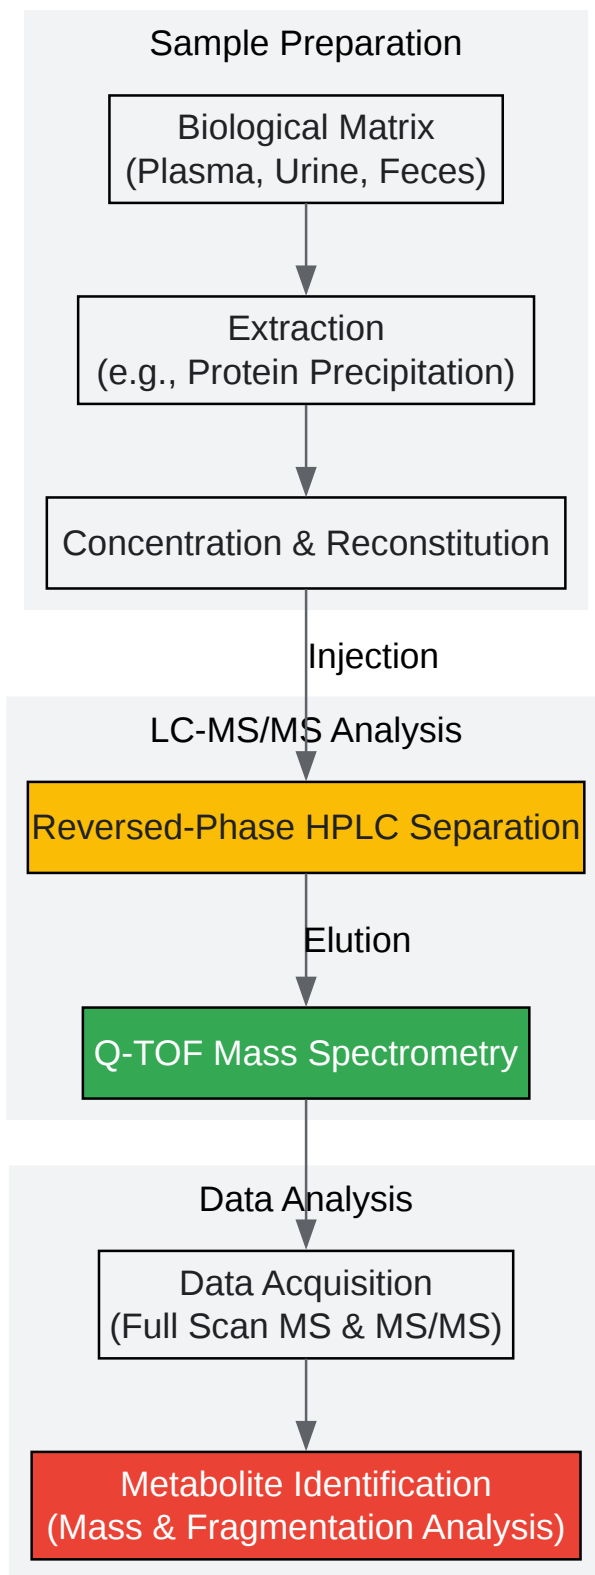 Sample Preparation
Biological Matrix
(Plasma, Urine, Feces)
Extraction
(e.g., Protein Precipitation)
Concentration & Reconstitution
Injection
LC-MS/MS Analysis
Reversed-Phase HPLC Separation
Elution
Q-TOF Mass Spectrometry
Data Analysis
Data Acquisition
(Full Scan MS & MS/MS)
Metabolite Identification
(Mass & Fragmentation Analysis)